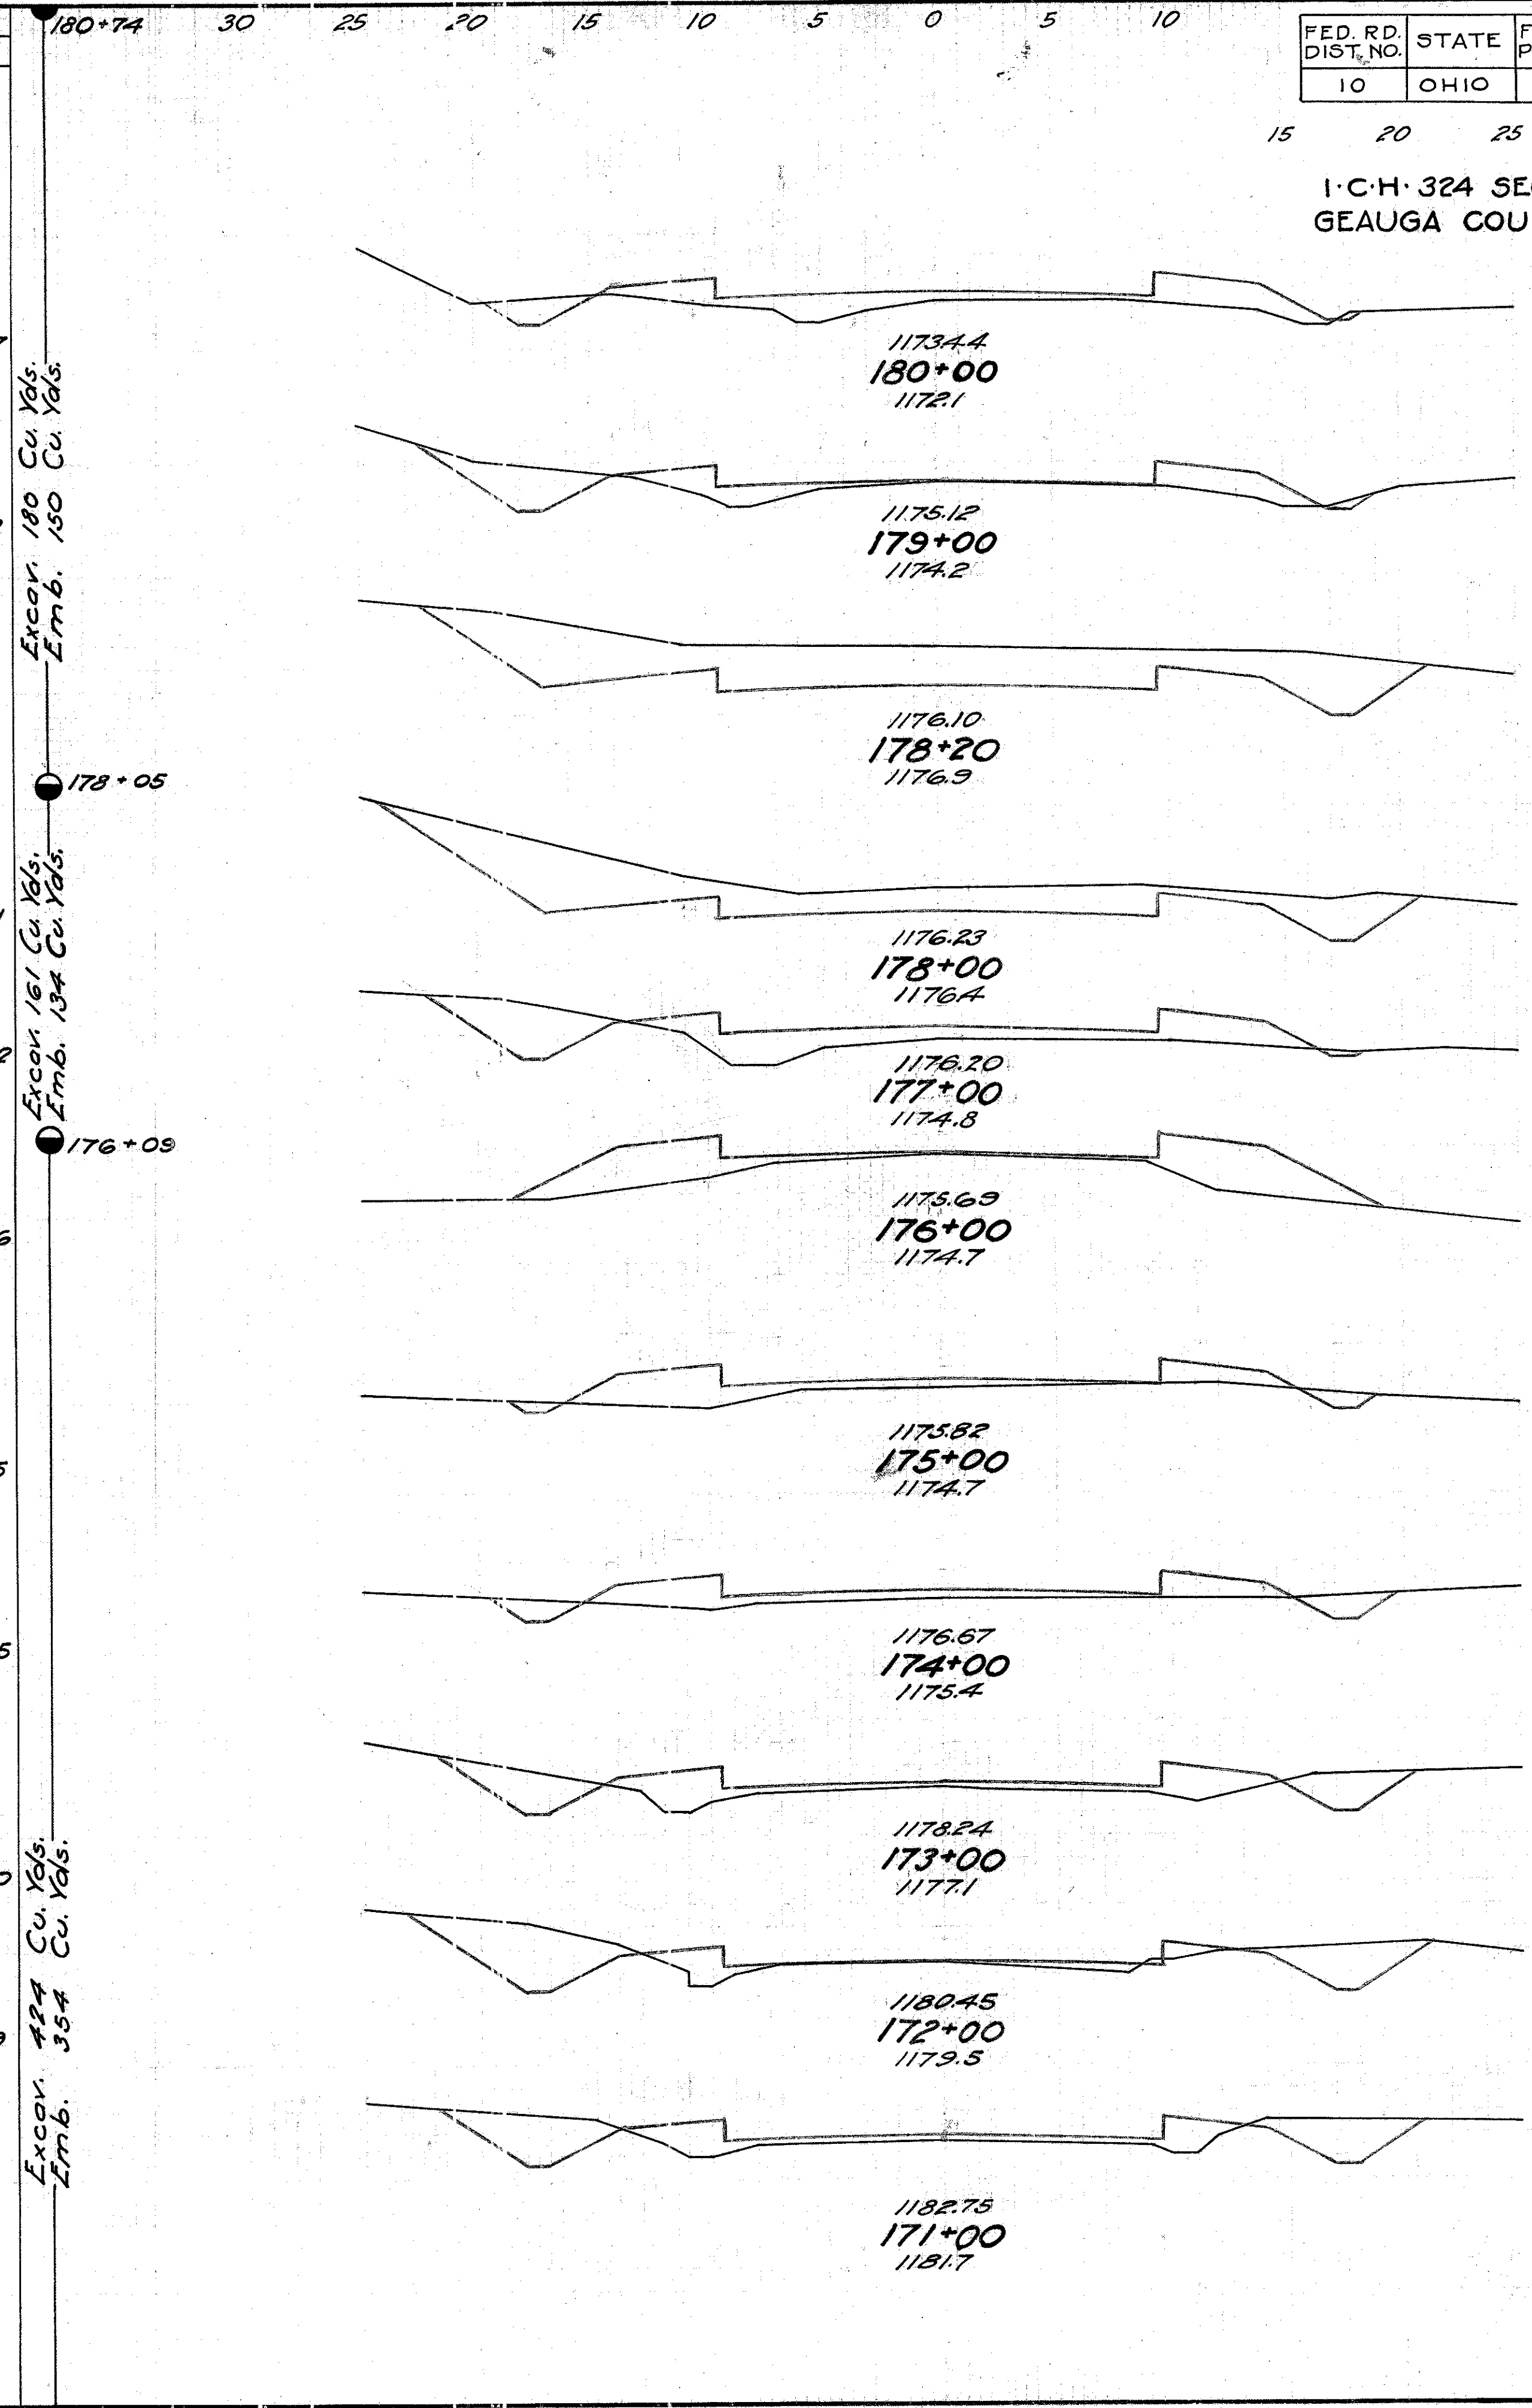 180+74 30 25 20 15 10 5 0 5 10
FED. RD. DIST. NO. STATE
10 OHIO
15 20 25
I.C.H. 324
GEAUGA
1173.44
180+00
1172.1
Excav. 180 Cu. Yds.
Emb. 150 Cu. Yds.
1175.12
179+00
1174.2
1176.10
178+20
1176.9
178+05
1176.23
178+00
1176.4
Excav. 161 Cu. Yds.
Emb. 134 Cu. Yds.
1176.20
177+00
1174.8
176+09
1175.69
176+00
1174.7
1175.82
175+00
1174.7
1176.67
174+00
1175.4
1178.24
173+00
1177.1
Excav. 424 Cu. Yds.
Emb. 354 Cu. Yds.
1180.45
172+00
1179.5
1182.75
171+00
1181.7